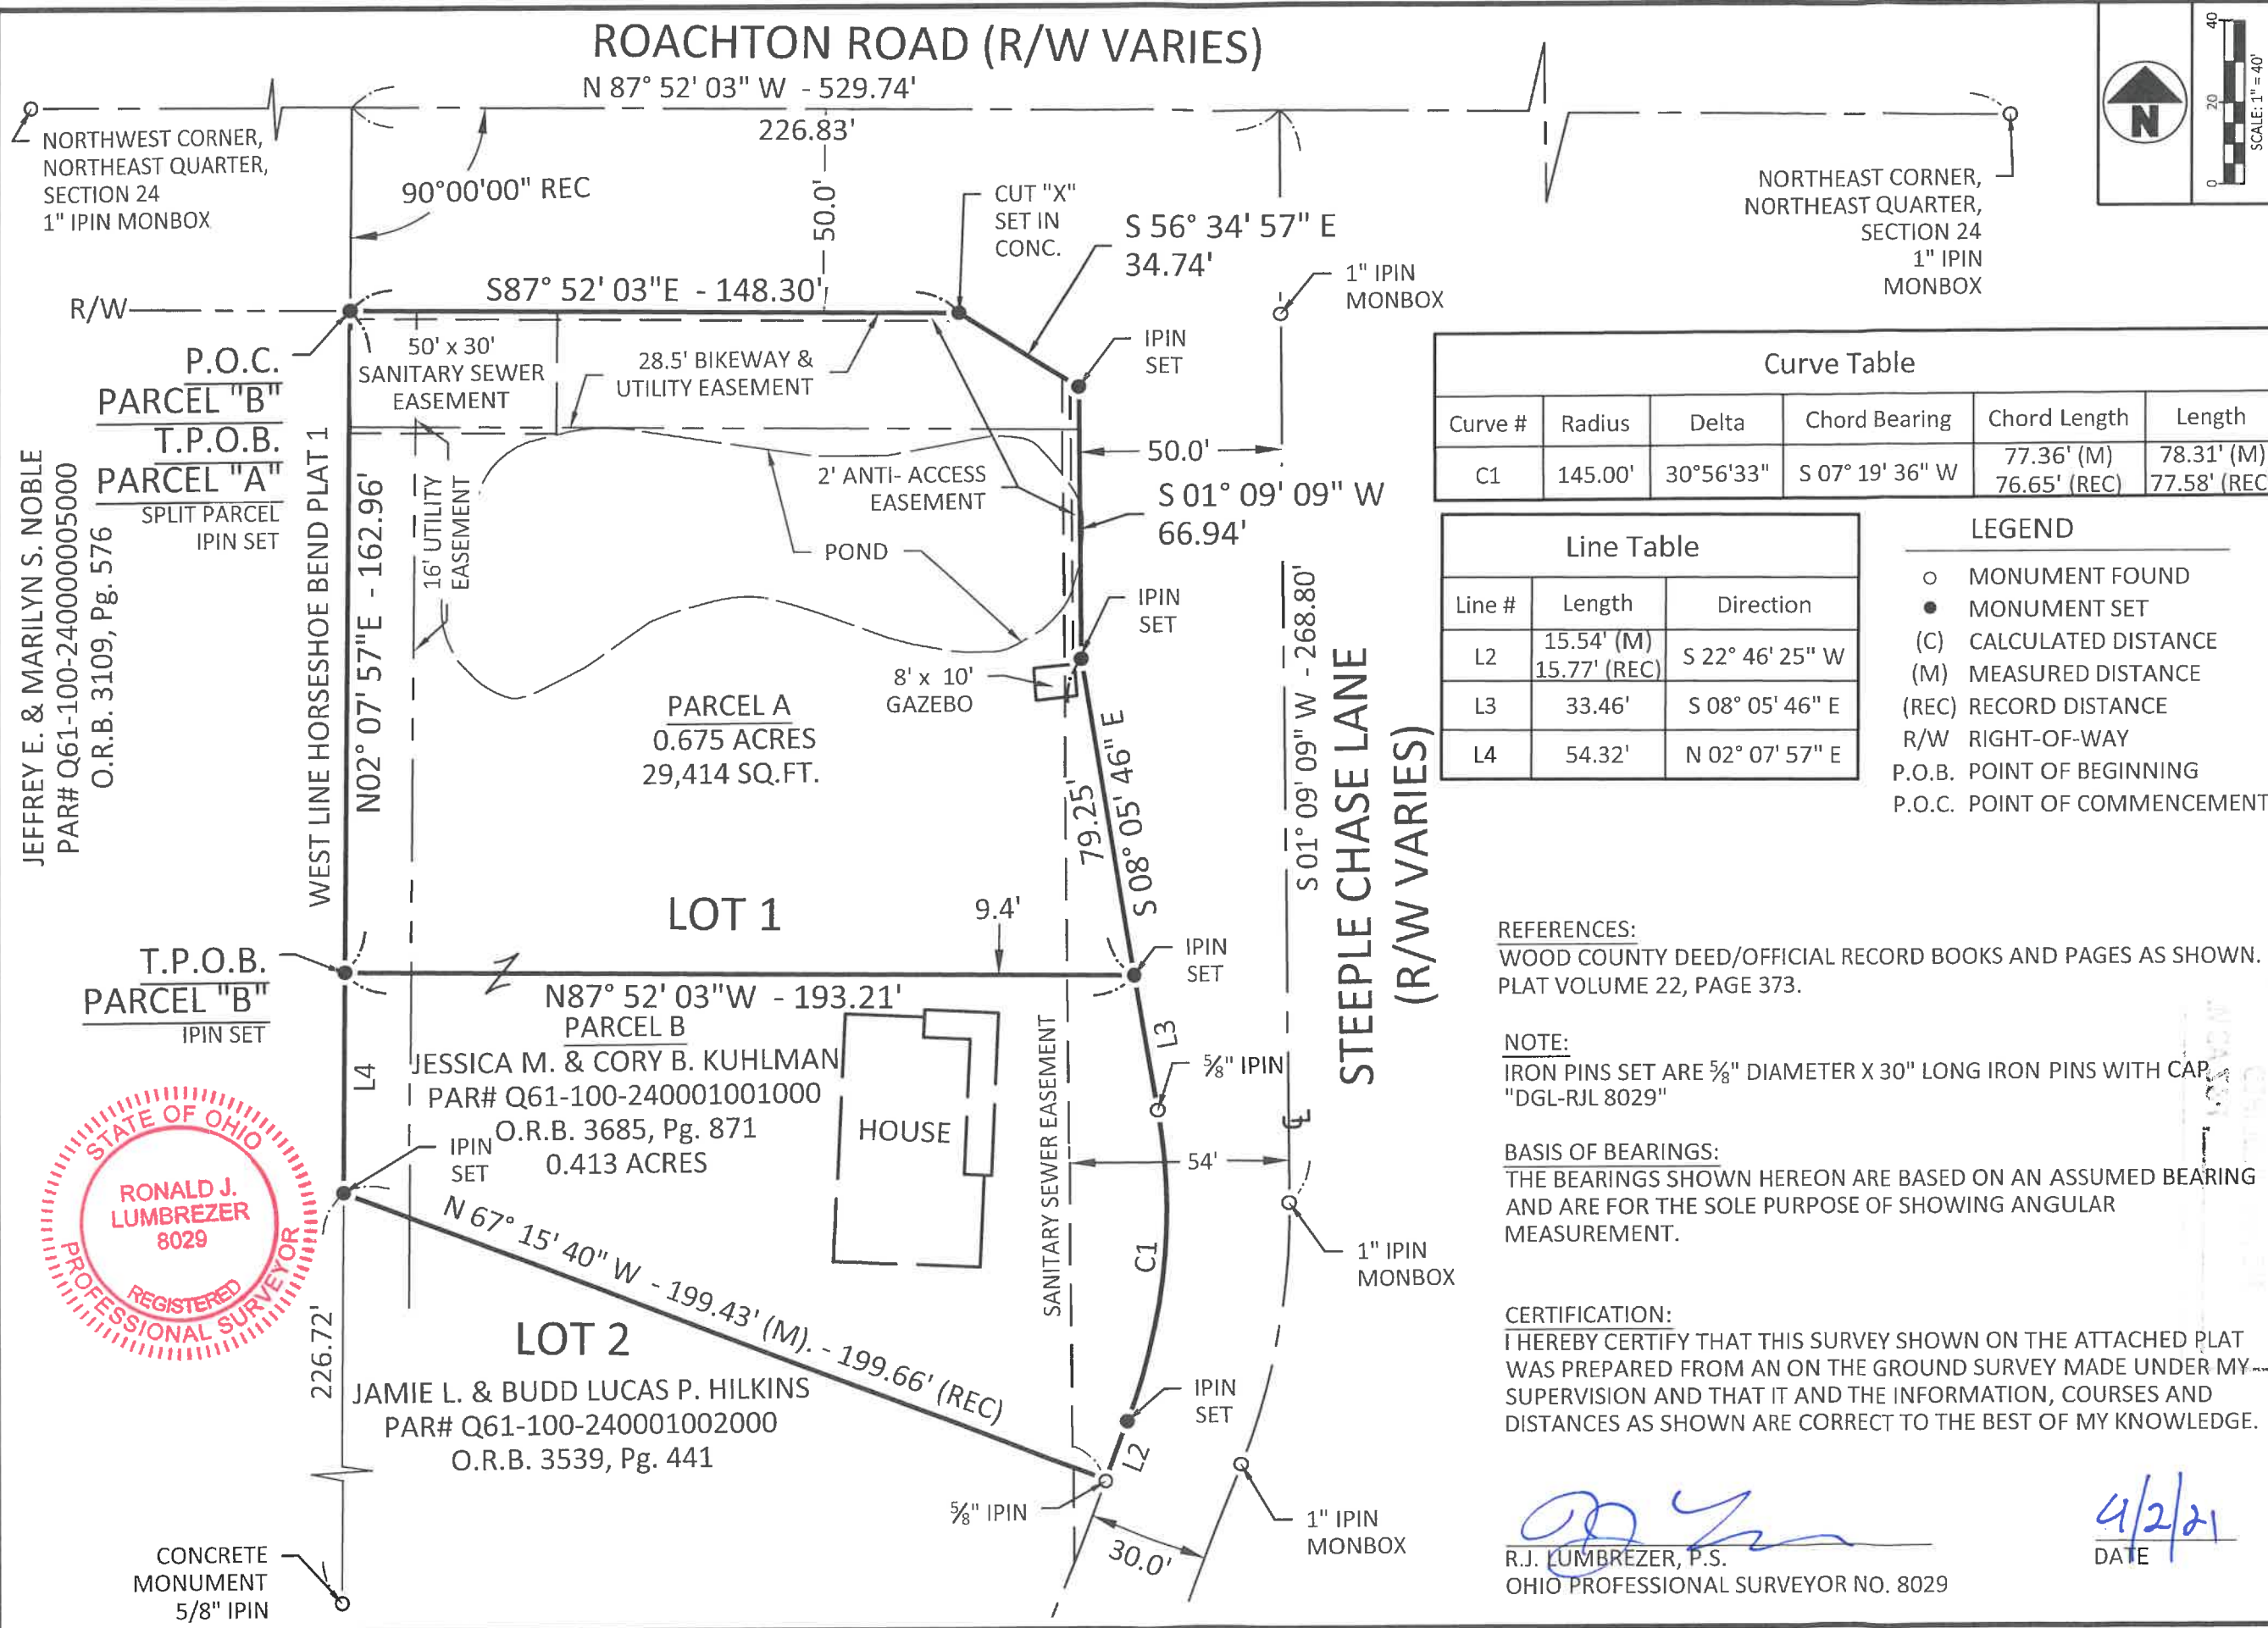 ROACHTON ROAD (R/W VARIES)
N 87° 52' 03" W - 529.74'
226.83'
NORTHWEST CORNER,
NORTHEAST QUARTER,
SECTION 24
1" IPIN MONBOX
90°00'00" REC
50.0'
CUT "X"
SET IN
CONC.
S 56° 34' 57" E
34.74'
1" IPIN
MONBOX
NORTHEAST CORNER,
NORTHEAST QUARTER,
SECTION 24
1" IPIN
MONBOX
N
0 20 40
SCALE: 1" = 40'
R/W
S87° 52' 03"E - 148.30'
P.O.C.
PARCEL "B"
T.P.O.B.
PARCEL "A"
SPLIT PARCEL
IPIN SET
50' x 30'
SANITARY SEWER
EASEMENT
28.5' BIKEWAY &
UTILITY EASEMENT
IPIN
SET
50.0'
2' ANTI- ACCESS
EASEMENT
S 01° 09' 09" W
66.94'
POND
JEFFREY E. & MARILYN S. NOBLE
PAR# Q61-100-240000005000
O.R.B. 3109, Pg. 576
WEST LINE HORSESHOE BEND PLAT 1
N02° 07' 57"E - 162.96'
16' UTILITY
EASEMENT
IPIN
SET
8' x 10'
GAZEBO
PARCEL A
0.675 ACRES
29,414 SQ.FT.
79.25'
S 08° 05' 46" E
S 01° 09' 09" W - 268.80'
STEEPLE CHASE LANE
(R/W VARIES)
LOT 1
9.4'
IPIN
SET
T.P.O.B.
PARCEL "B"
IPIN SET
N87° 52' 03"W - 193.21'
PARCEL B
JESSICA M. & CORY B. KUHLMAN
PAR# Q61-100-240001001000
O.R.B. 3685, Pg. 871
0.413 ACRES
HOUSE
SANITARY SEWER EASEMENT
L3
5/8" IPIN
L4
IPIN
SET
54'
C1
1" IPIN
MONBOX
STATE OF OHIO
RONALD J.
LUMBREZER
8029
REGISTERED
PROFESSIONAL SURVEYOR
N 67° 15' 40" W - 199.43' (M). - 199.66' (REC)
226.72'
LOT 2
JAMIE L. & BUDD LUCAS P. HILKINS
PAR# Q61-100-240001002000
O.R.B. 3539, Pg. 441
IPIN
SET
L2
5/8" IPIN
1" IPIN
MONBOX
30.0'
CONCRETE
MONUMENT
5/8" IPIN
Curve Table
Curve # Radius Delta Chord Bearing Chord Length Length
C1 145.00' 30°56'33" S 07° 19' 36" W 77.36' (M) 78.31' (M)
76.65' (REC) 77.58' (REC
Line Table
Line # Length Direction
L2 15.54' (M) 15.77' (REC) S 22° 46' 25" W
L3 33.46' S 08° 05' 46" E
L4 54.32' N 02° 07' 57" E
LEGEND
MONUMENT FOUND
MONUMENT SET
(C) CALCULATED DISTANCE
(M) MEASURED DISTANCE
(REC) RECORD DISTANCE
R/W RIGHT-OF-WAY
P.O.B. POINT OF BEGINNING
P.O.C. POINT OF COMMENCEMENT
REFERENCES:
WOOD COUNTY DEED/OFFICIAL RECORD BOOKS AND PAGES AS SHOWN.
PLAT VOLUME 22, PAGE 373.
NOTE:
IRON PINS SET ARE 5/8" DIAMETER X 30" LONG IRON PINS WITH CAP
"DGL-RJL 8029"
BASIS OF BEARINGS:
THE BEARINGS SHOWN HEREON ARE BASED ON AN ASSUMED BEARING
AND ARE FOR THE SOLE PURPOSE OF SHOWING ANGULAR
MEASUREMENT.
CERTIFICATION:
I HEREBY CERTIFY THAT THIS SURVEY SHOWN ON THE ATTACHED PLAT
WAS PREPARED FROM AN ON THE GROUND SURVEY MADE UNDER MY
SUPERVISION AND THAT IT AND THE INFORMATION, COURSES AND
DISTANCES AS SHOWN ARE CORRECT TO THE BEST OF MY KNOWLEDGE.
R.J. LUMBREZER, P.S.
OHIO PROFESSIONAL SURVEYOR NO. 8029
4/2/21
DATE